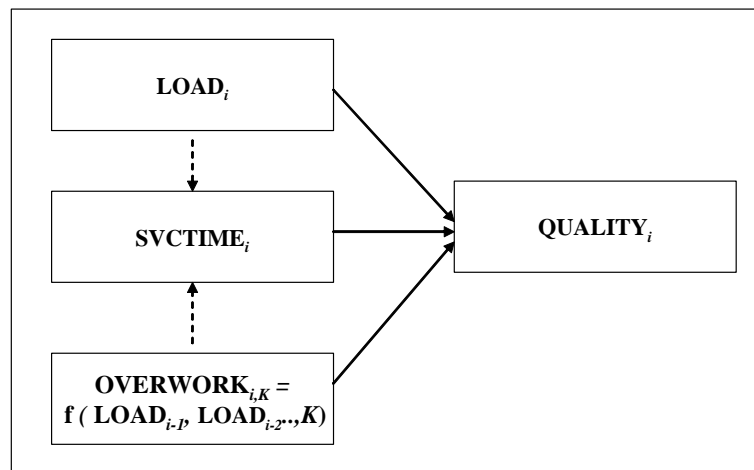 LOADᵢ
SVCTIMEᵢ
QUALITYᵢ
OVERWORKᵢ,K =
f ( LOADᵢ₋₁, LOADᵢ₋₂..,K)